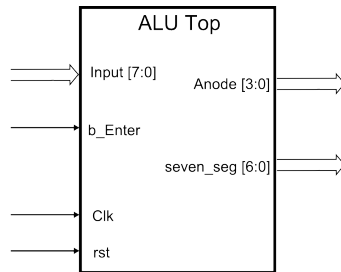 ALU Top
Input [7:0]
Anode [3:0]
b_Enter
seven_seg [6:0]
Clk
rst